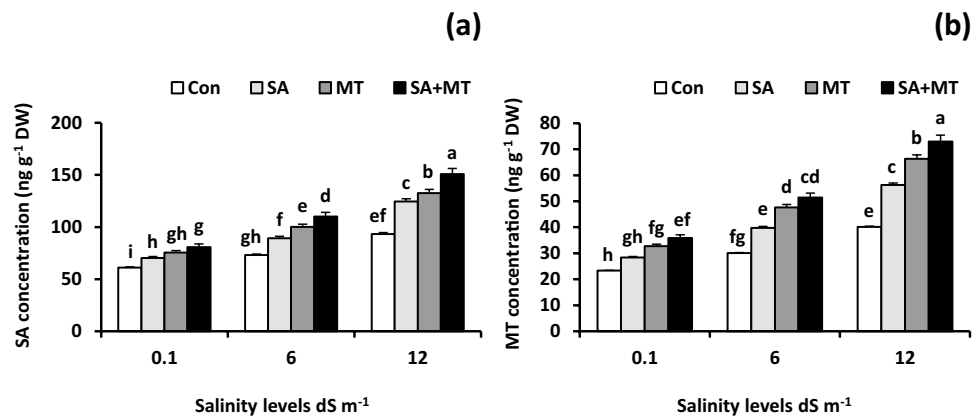 (a)
Con SA MT SA+MT
SA concentration (ng g-1 DW)
200
150
100
50
0
i h gh g
gh f e d
ef c b a
0.1 6 12
Salinity levels dS m-1
(b)
Con SA MT SA+MT
MT concentration (ng g-1 DW)
80
70
60
50
40
30
20
10
0
h gh fg ef
fg e d cd
e c b a
0.1 6 12
Salinity levels dS m-1